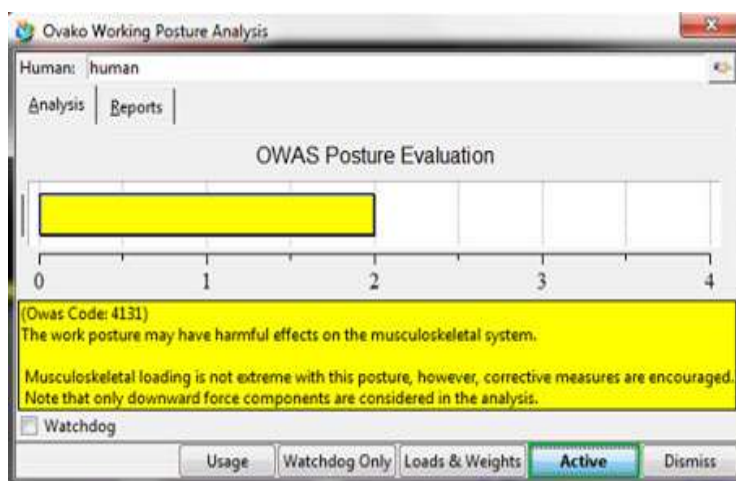 Ovako Working Posture Analysis
Human: human
Analysis Reports
OWAS Posture Evaluation
0 1 2 3 4
(Owas Code: 4131)
The work posture may have harmful effects on the musculoskeletal system.
Musculoskeletal loading is not extreme with this posture, however, corrective measures are encouraged.
Note that only downward force components are considered in the analysis.
Watchdog
Usage Watchdog Only Loads & Weights Active Dismiss